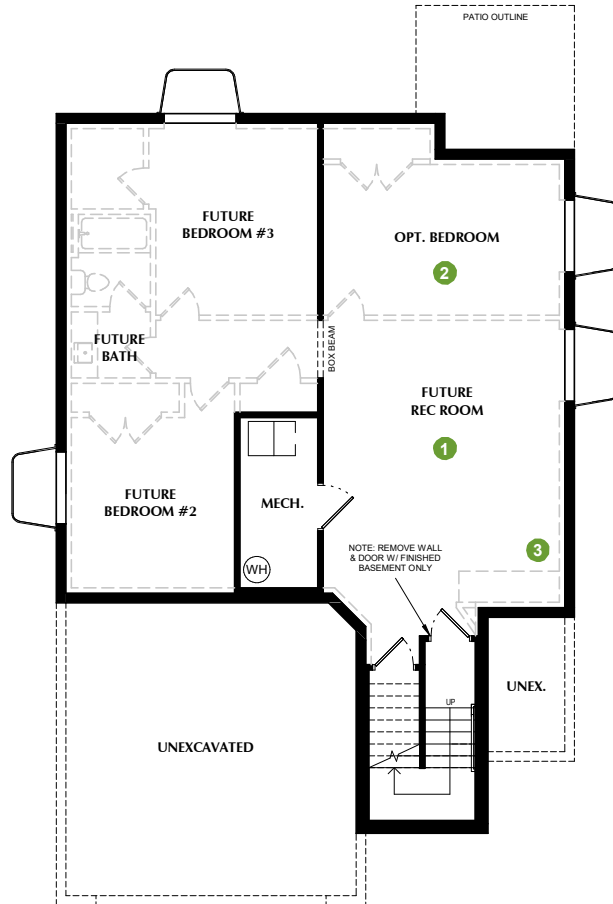 PATIO OUTLINE
FUTURE
BEDROOM #3
OPT. BEDROOM
2
FUTURE
BATH
BOX BEAM
FUTURE
REC ROOM
1
FUTURE
BEDROOM #2
MECH.
WH
NOTE: REMOVE WALL
& DOOR W/ FINISHED
BASEMENT ONLY
3
UNEX.
UP
UNEXCAVATED